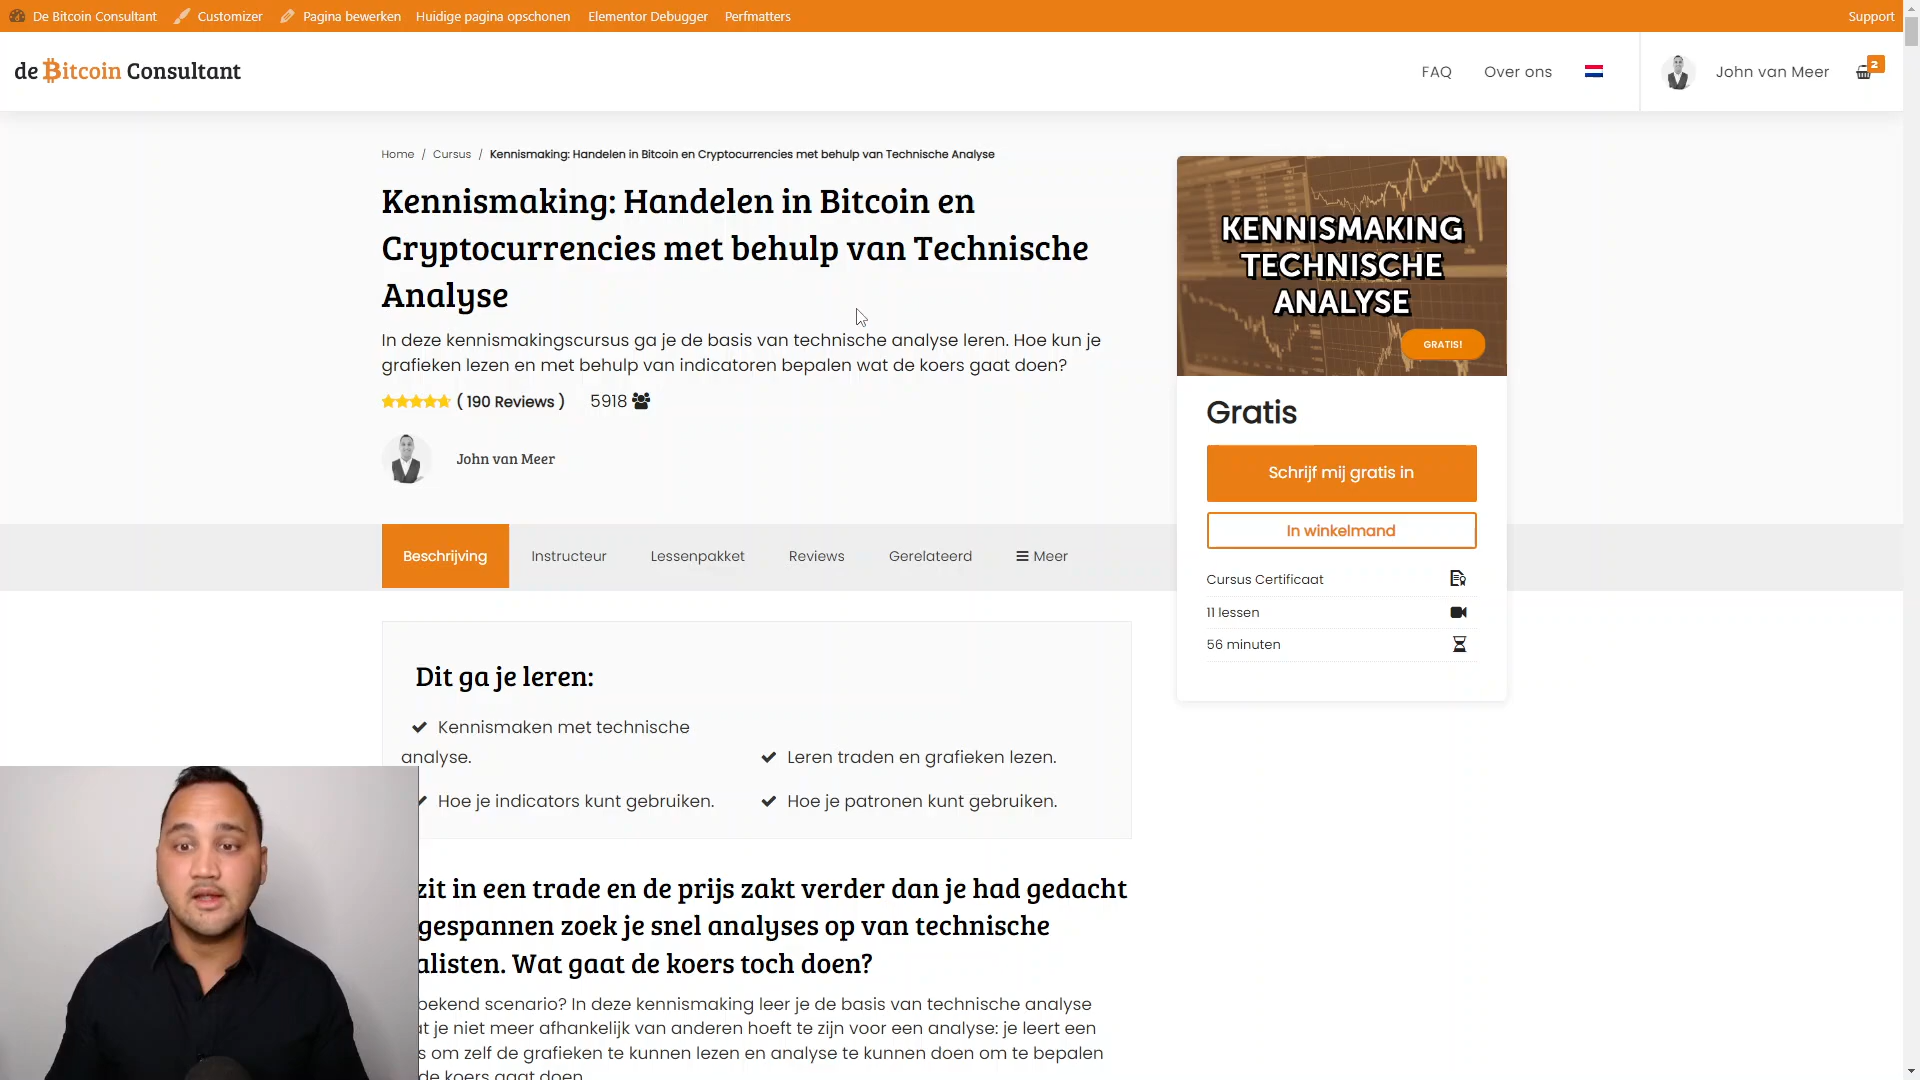 De Bitcoin Consultant Customizer Pagina bewerken Huidige pagina opschonen Elementor Debugger Perfmatters Support
de Bitcoin Consultant FAQ Over ons John van Meer 2
Home / Cursus / Kennismaking: Handelen in Bitcoin en Cryptocurrencies met behulp van Technische Analyse
Kennismaking: Handelen in Bitcoin en
Cryptocurrencies met behulp van Technische
Analyse
In deze kennismakingscursus ga je de basis van technische analyse leren. Hoe kun je
grafieken lezen en met behulp van indicatoren bepalen wat de koers gaat doen?
( 190 Reviews ) 5918
John van Meer
KENNISMAKING
TECHNISCHE
ANALYSE
GRATIS!
Gratis
Schrijf mij gratis in
In winkelmand
Cursus Certificaat
11 lessen
56 minuten
Beschrijving Instructeur Lessenpakket Reviews Gerelateerd Meer
Dit ga je leren:
Kennismaken met technische
analyse.
Leren traden en grafieken lezen.
Hoe je indicators kunt gebruiken.
Hoe je patronen kunt gebruiken.
zit in een trade en de prijs zakt verder dan je had gedacht
gespannen zoek je snel analyses op van technische
alisten. Wat gaat de koers toch doen?
bekend scenario? In deze kennismaking leer je de basis van technische analyse
at je niet meer afhankelijk van anderen hoeft te zijn voor een analyse: je leert een
s om zelf de grafieken te kunnen lezen en analyse te kunnen doen om te bepalen
de koers gaat doen.